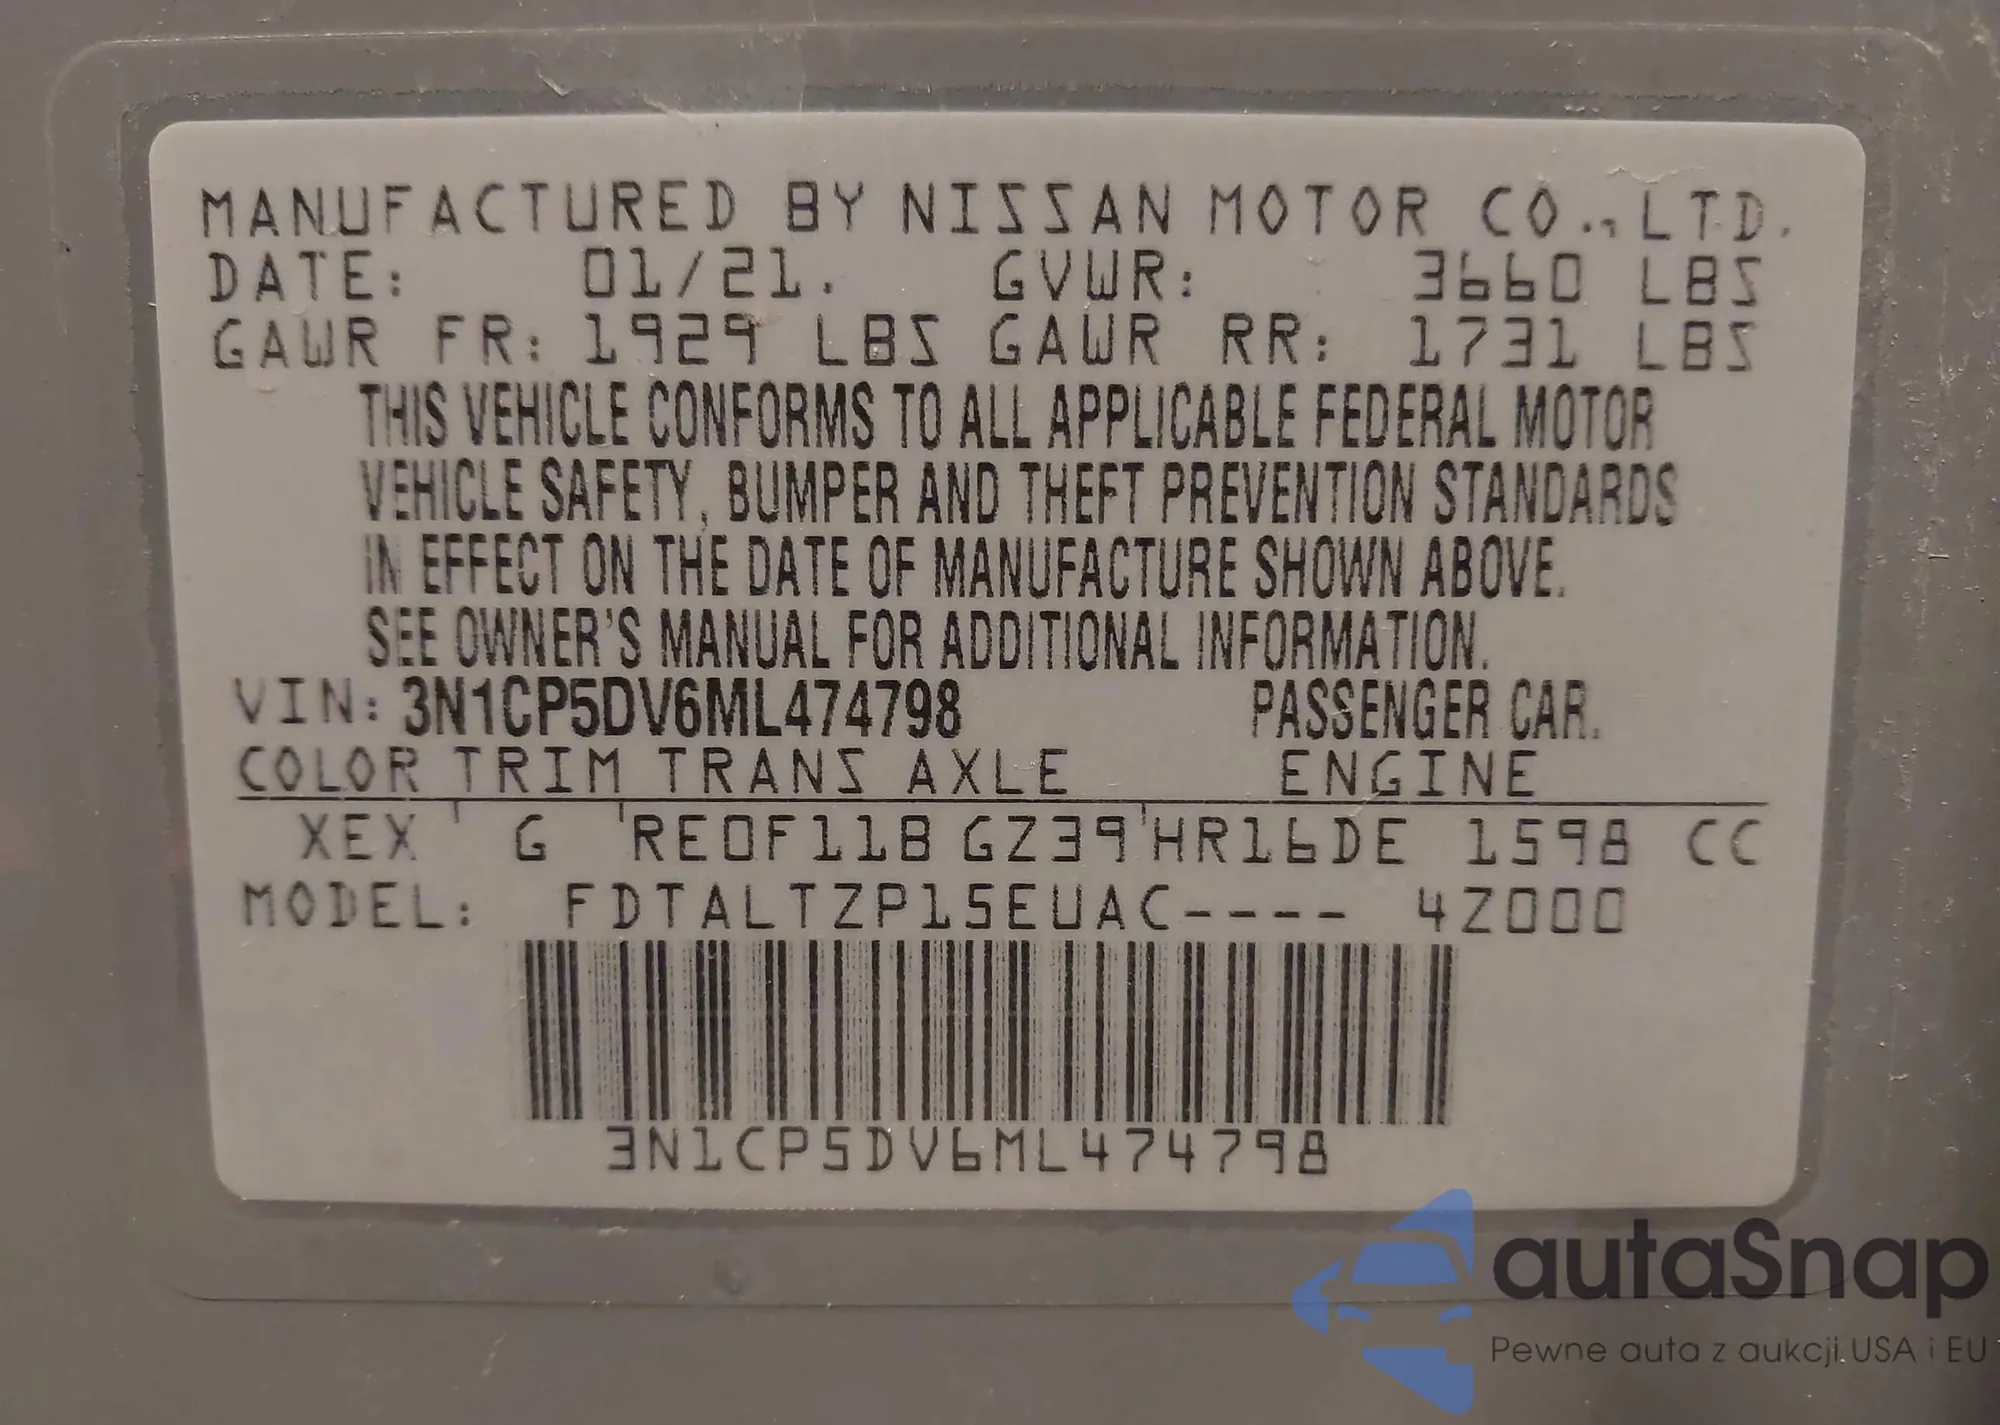 MANUFACTURED BY NISSAN MOTOR CO., LTD.
DATE: 01/21. GVWR: 3660 LBS
GAWR FR: 1929 LBS GAWR RR: 1731 LBS
THIS VEHICLE CONFORMS TO ALL APPLICABLE FEDERAL MOTOR
VEHICLE SAFETY, BUMPER AND THEFT PREVENTION STANDARDS
IN EFFECT ON THE DATE OF MANUFACTURE SHOWN ABOVE.
SEE OWNER'S MANUAL FOR ADDITIONAL INFORMATION.
VIN: 3N1CP5DV6ML474798 PASSENGER CAR.
COLOR TRIM TRANS AXLE ENGINE
XEX G RE0F11B GZ39 HR16DE 1598 CC
MODEL: FDTALTZP15EUAC---- 4Z000
3N1CP5DV6ML474798
autaSnap
Pewne auta z aukcji USA i EU